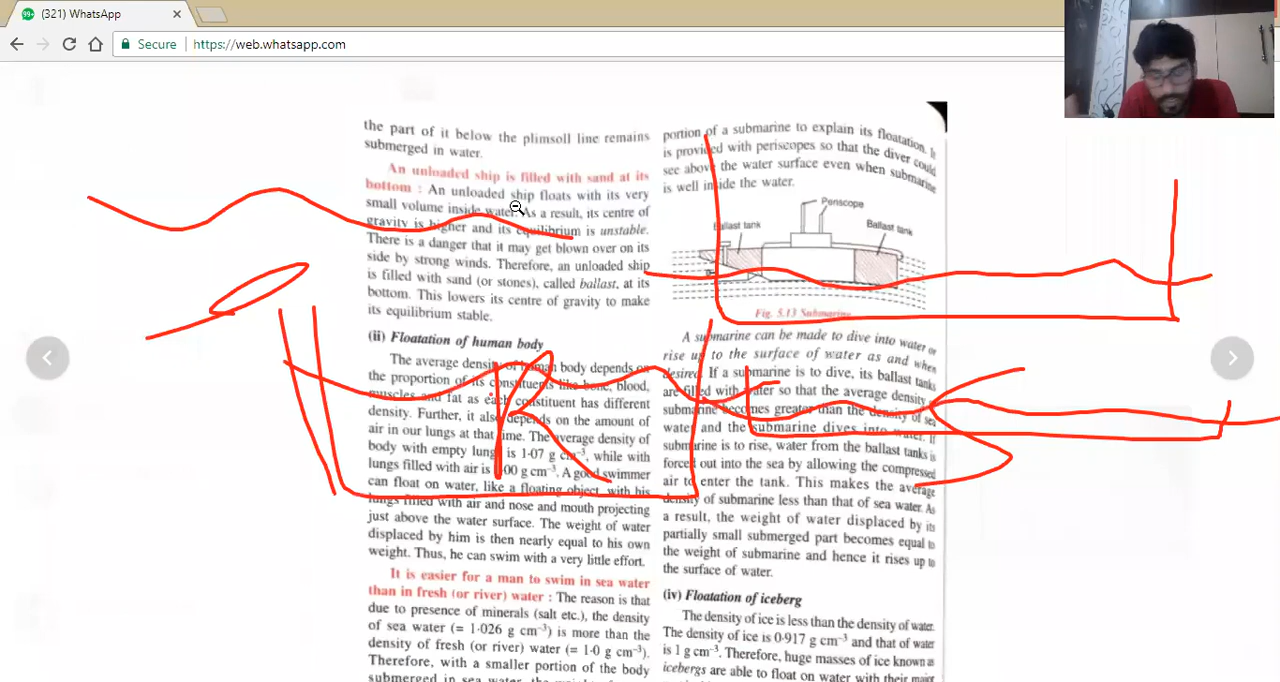 (321) WhatsApp
Secure
https://web.whatsapp.com
the part of it below the plimsoll line remains
submerged in water.
An unloaded ship is filled with sand at its
bottom : An unloaded ship floats with its very
small volume inside water. As a result, its centre of
gravity is higher and its equilibrium is unstable.
There is a danger that it may get blown over on its
side by strong winds. Therefore, an unloaded ship
is filled with sand (or stones), called ballast, at its
bottom. This lowers its centre of gravity to make
its equilibrium stable.
(ii) Floatation of human body
The average density of human body depends on
the proportion of its constituents like bone, blood,
muscles and fat as each constituent has different
density. Further, it also depends on the amount of
air in our lungs at that time. The average density of
body with empty lungs is 1·07 g cm⁻³, while with
lungs filled with air is 1·00 g cm⁻³. A good swimmer
can float on water, like a floating object, with his
lungs filled with air and nose and mouth projecting
just above the water surface. The weight of water
displaced by him is then nearly equal to his own
weight. Thus, he can swim with a very little effort.
It is easier for a man to swim in sea water
than in fresh (or river) water : The reason is that
due to presence of minerals (salt etc.), the density
of sea water (= 1·026 g cm⁻³) is more than the
density of fresh (or river) water (= 1·0 g cm⁻³).
Therefore, with a smaller portion of the body
submerged in sea water, the
portion of a submarine to explain its floatation. It
is provided with periscopes so that the diver could
see above the water surface even when submarine
is well inside the water.
Periscope
Ballast tank
Ballast tank
Fig. 5.13 Submarine
A submarine can be made to dive into water or
rise up to the surface of water as and when
desired. If a submarine is to dive, its ballast tanks
are filled with water so that the average density of
submarine becomes greater than the density of sea
water and the submarine dives into water. If
submarine is to rise, water from the ballast tanks is
forced out into the sea by allowing the compressed
air to enter the tank. This makes the average
density of submarine less than that of sea water. As
a result, the weight of water displaced by its
partially small submerged part becomes equal to
the weight of submarine and hence it rises up to
the surface of water.
(iv) Floatation of iceberg
The density of ice is less than the density of water.
The density of ice is 0·917 g cm⁻³ and that of water
is 1 g cm⁻³. Therefore, huge masses of ice known as
icebergs are able to float on water with their major